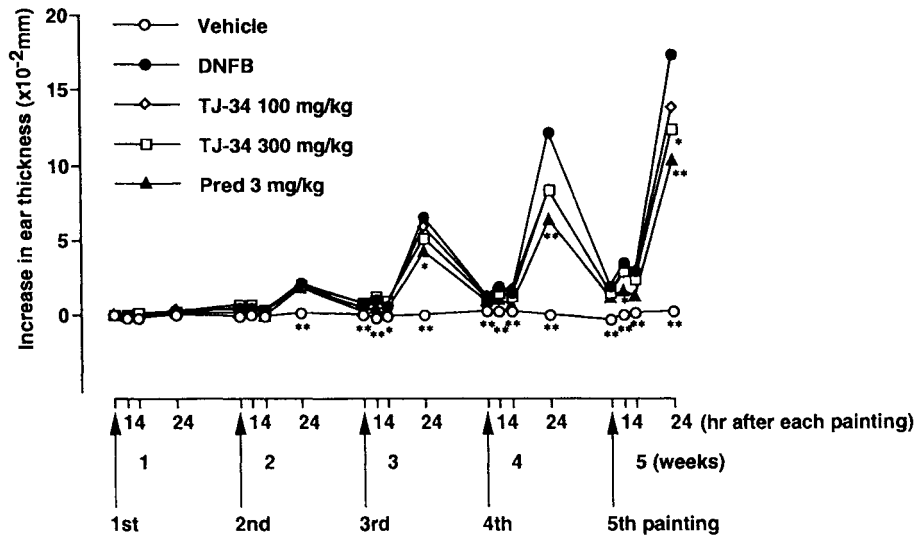 Increase in ear thickness (x10-2mm)
20
15
10
5
0
Vehicle
DNFB
TJ-34 100 mg/kg
TJ-34 300 mg/kg
Pred 3 mg/kg
*
**
**
*
**
*
**
** ** *
**
** ** **
**
** ** **
**
14 24 14 24 14 24 14 24 14 24 (hr after each painting)
1 2 3 4 5 (weeks)
1st 2nd 3rd 4th 5th painting